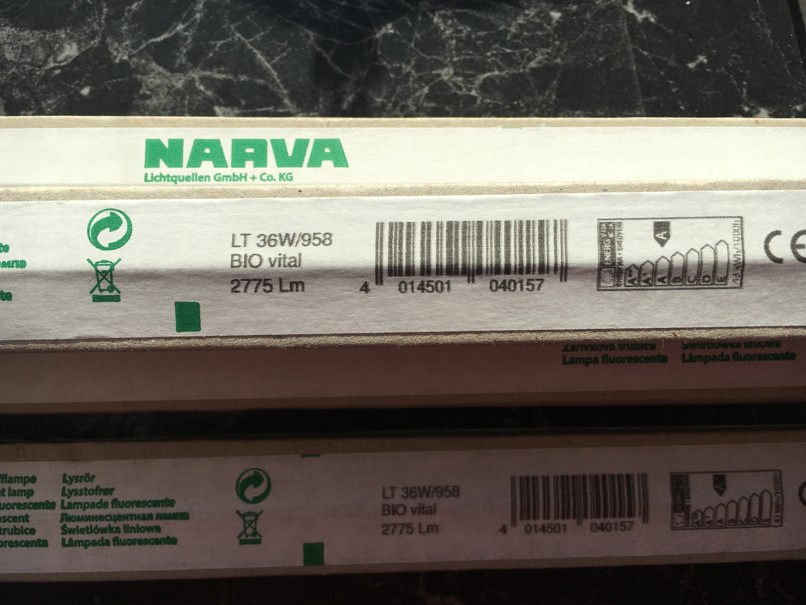 NARVA
Lichtquellen GmbH + Co. KG
LT 36W/958
BIO vital
2775 Lm
4 014501 040157
A
A++
A+
A
B
C
D
E
CE
Zářivková trubice
Lampa fluorescenta
Świetlówka liniowa
Lâmpada fluorescente
Lysrör
Lysstofrør
Lampade fluorescente
Люминесцентная лампа
Świetlówka liniowa
Lâmpada fluorescente
LT 36W/958
BIO vital
2775 Lm
4 014501 040157